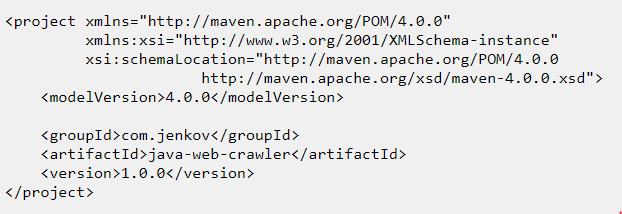 <project xmlns="http://maven.apache.org/POM/4.0.0"
         xmlns:xsi="http://www.w3.org/2001/XMLSchema-instance"
         xsi:schemaLocation="http://maven.apache.org/POM/4.0.0
                      http://maven.apache.org/xsd/maven-4.0.0.xsd">
    <modelVersion>4.0.0</modelVersion>

    <groupId>com.jenkov</groupId>
    <artifactId>java-web-crawler</artifactId>
    <version>1.0.0</version>
</project>